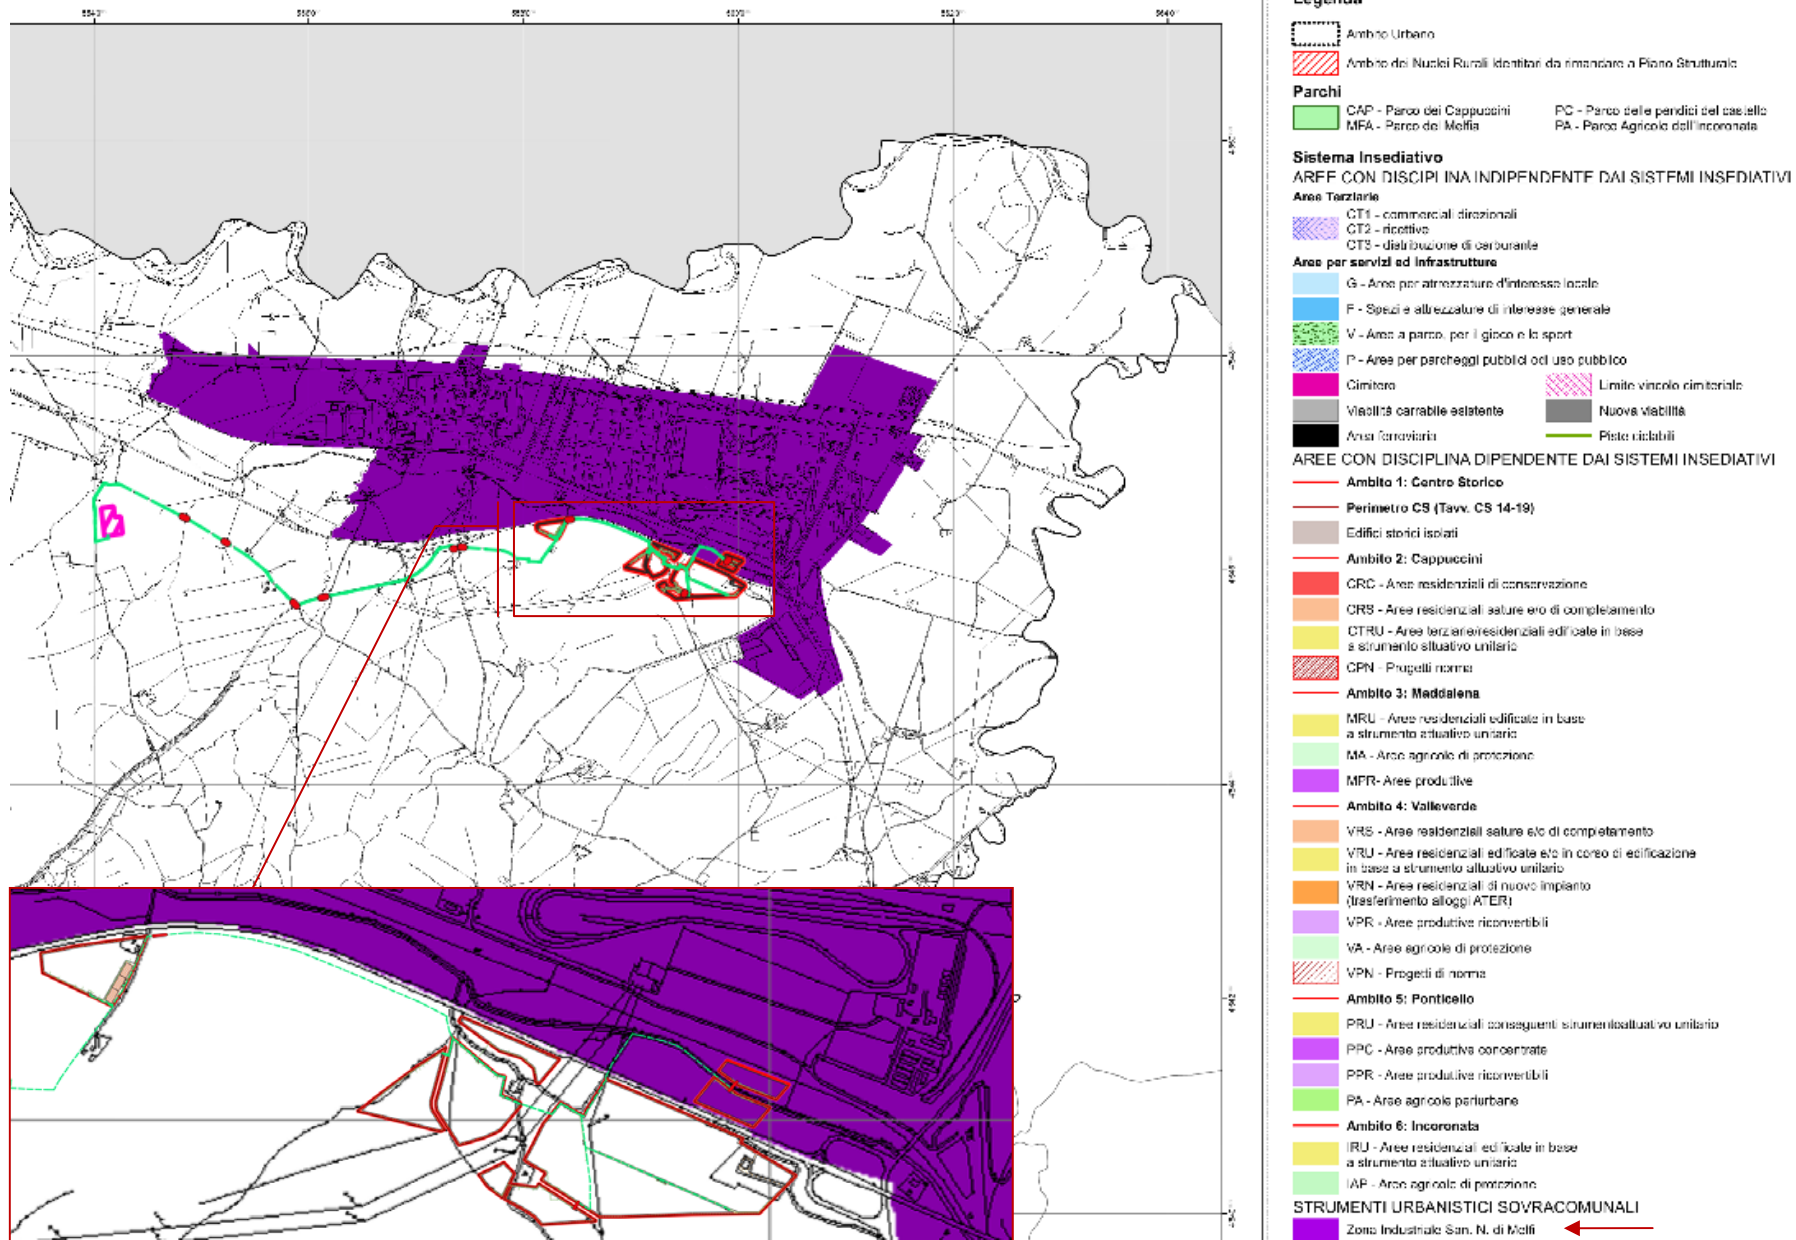 Legenda
Ambito Urbano
Ambito dei Nuclei Rurali Identitari da rimandare a Piano Strutturale
Parchi
CAP - Parco dei Cappuccini
MFA - Parco del Melfia
PC - Parco delle pendici del castello
PA - Parco Agricolo dell'Incoronata
Sistema Insediativo
AREE CON DISCIPLINA INDIPENDENTE DAI SISTEMI INSEDIATIVI
Aree Terziarie
CT1 - commerciali direzionali
CT2 - ricettive
CT3 - distribuzione di carburante
Aree per servizi ed Infrastrutture
G - Aree per attrezzature d'interesse locale
F - Spazi e attrezzature di interesse generale
V - Aree a parco, per il gioco e lo sport
P - Aree per parcheggi pubblici o di uso pubblico
Cimitero
Limite vincolo cimiteriale
Viabilità carrabile esistente
Nuova viabilità
Area ferroviaria
Piste ciclabili
AREE CON DISCIPLINA DIPENDENTE DAI SISTEMI INSEDIATIVI
Ambito 1: Centro Storico
Perimetro CS (Tavv. CS 14-19)
Edifici storici isolati
Ambito 2: Cappuccini
CRC - Aree residenziali di conservazione
CRS - Aree residenziali sature e/o di completamento
CTRU - Aree terziarie/residenziali edificate in base
a strumento attuativo unitario
CPN - Progetti norma
Ambito 3: Maddalena
MRU - Aree residenziali edificate in base
a strumento attuativo unitario
MA - Aree agricole di protezione
MPR- Aree produttive
Ambito 4: Valleverde
VRS - Aree residenziali sature e/o di completamento
VRU - Aree residenziali edificate e/o in corso di edificazione
in base a strumento attuativo unitario
VRN - Aree residenziali di nuovo impianto
(trasferimento alloggi ATER)
VPR - Aree produttive riconvertibili
VA - Aree agricole di protezione
VPN - Progetti di norma
Ambito 5: Ponticello
PRU - Aree residenziali conseguenti strumentoattuativo unitario
PPC - Aree produttive concentrate
PPR - Aree produttive riconvertibili
PA - Aree agricole periurbane
Ambito 6: Incoronata
IRU - Aree residenziali edificate in base
a strumento attuativo unitario
IAP - Aree agricole di protezione
STRUMENTI URBANISTICI SOVRACOMUNALI
Zona Industriale San. N. di Melfi